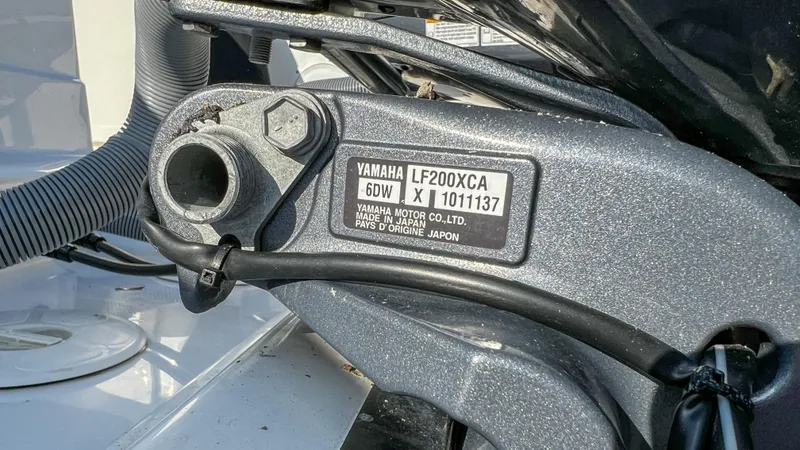 YAMAHA LF200XCA
6DW X 1011137
YAMAHA MOTOR CO.,LTD.
MADE IN JAPAN
PAYS D'ORIGINE JAPON